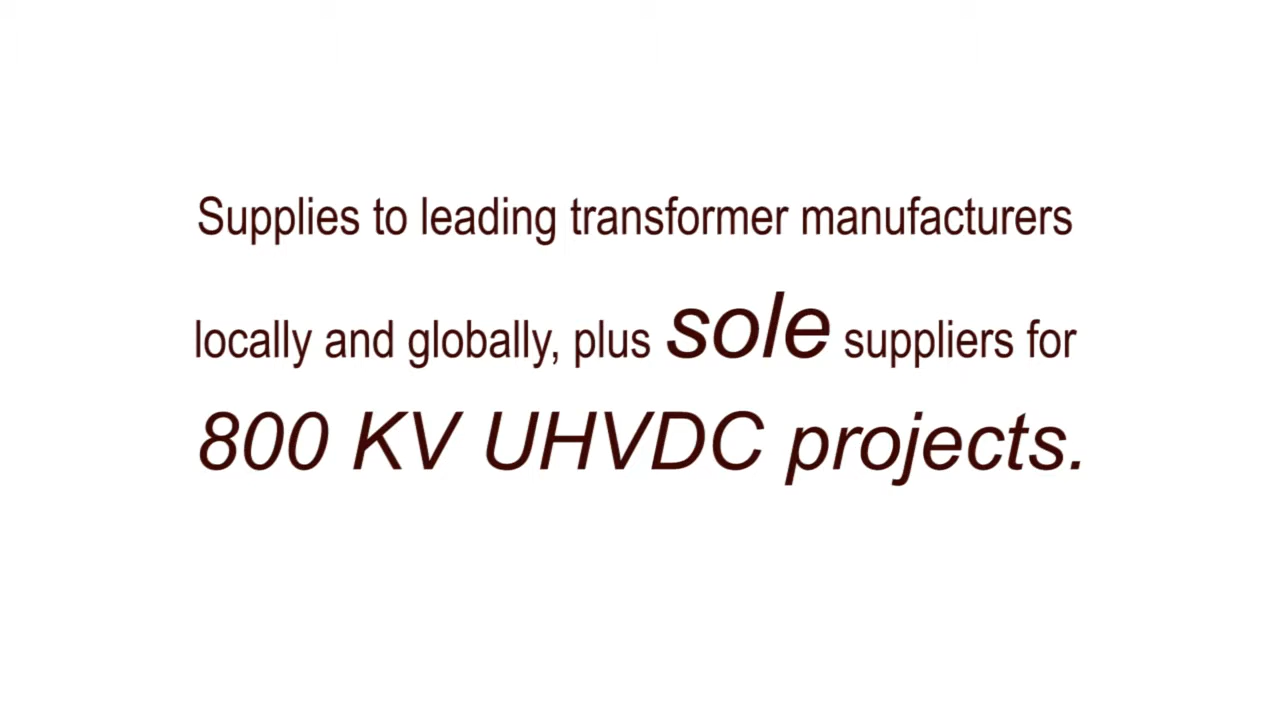 Supplies to leading transformer manufacturers
locally and globally, plus sole suppliers for
800 KV UHVDC projects.